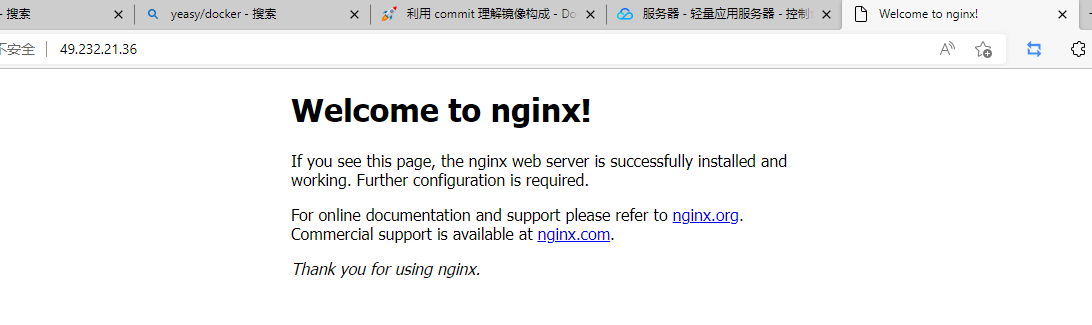 - 搜索
yeasy/docker - 搜索
利用 commit 理解镜像构成 - Do
服务器 - 轻量应用服务器 - 控制
Welcome to nginx!
不安全
49.232.21.36
Welcome to nginx!
If you see this page, the nginx web server is successfully installed and
working. Further configuration is required.
For online documentation and support please refer to nginx.org.
Commercial support is available at nginx.com.
Thank you for using nginx.